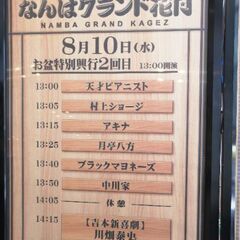 なんばグランド花月
NAMBA GRAND KAGEZ
8月10日(水)
お盆特別興行2回目 13:00開演
13:00 天才ピアニスト
13:05 村上ショージ
13:15 アキナ
13:25 月亭八方
13:40 ブラックマヨネーズ
13:50 中川家
14:05 休憩
14:15 【吉本新喜劇】
川畑泰史